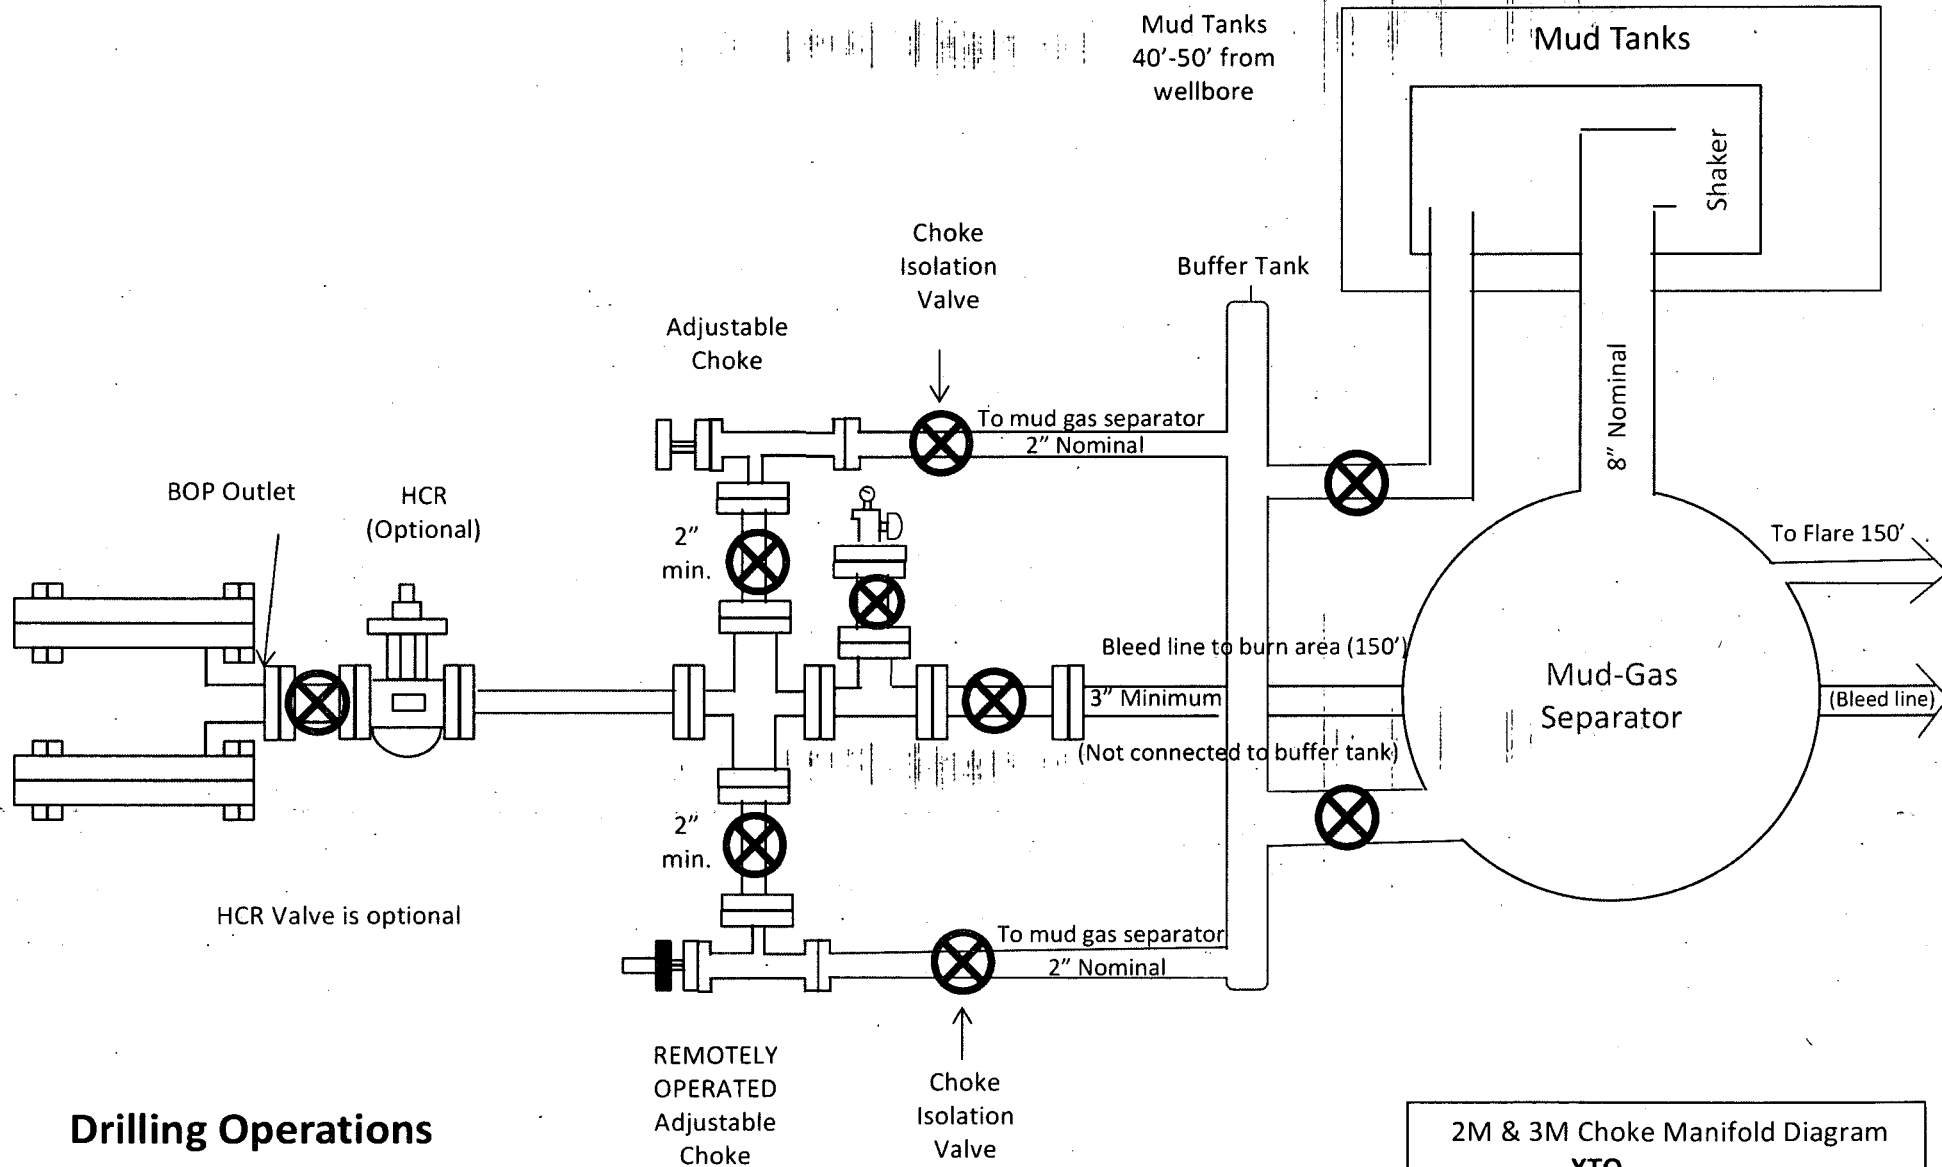 Mud Tanks
40'-50' from
wellbore
Mud Tanks
Shaker
Choke
Isolation
Valve
Buffer Tank
Adjustable
Choke
8" Nominal
To mud gas separator
2" Nominal
BOP Outlet
HCR
(Optional)
2"
min.
To Flare 150'
Bleed line to burn area (150')
3" Minimum
(Not connected to buffer tank)
Mud-Gas
Separator
(Bleed line)
2"
min.
HCR Valve is optional
To mud gas separator
2" Nominal
REMOTELY
OPERATED
Adjustable
Choke
Choke
Isolation
Valve
Drilling Operations
2M & 3M Choke Manifold Diagram
XTO